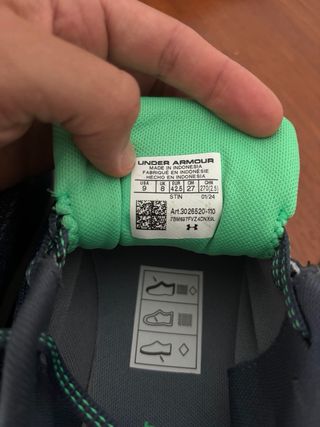 UNDER ARMOUR
MADE IN INDONESIA
FABRIQUÉ EN INDONÉSIE
HECHO EN INDONESIA
USA UK EUR CM CHN
9 8 42.5 27 270(2.5)
STIN 01/24
Art.3026520-110